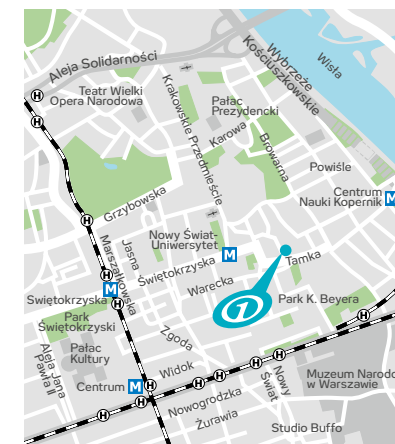 Aleja Solidarności
Wybrzeże
Kościuszkowskie
Wisła
H
Teatr Wielki
Opera Narodowa
H
Krakowskie Przedmieście
Pałac
Prezydencki
Karowa
Browarna
Powiśle
Centrum
Nauki Kopernik M
Grzybowska
H
Marszałkowska
Jasna
Nowy Świat-
Uniwersytet
M
Świętokrzyska
Tamka
H
M
Warecka
i
Park K. Beyera
Świętokrzyska
H
Park
Świętokrzyski
Zgoda
H
Aleja Jana
Pawła II
Pałac
Kultury
H
Widok
H
Centrum M H
H
H
Nowy
Świat
Muzeum Narodo
w Warszawie
H
Nowogrodzka
Żurawia
Studio Buffo